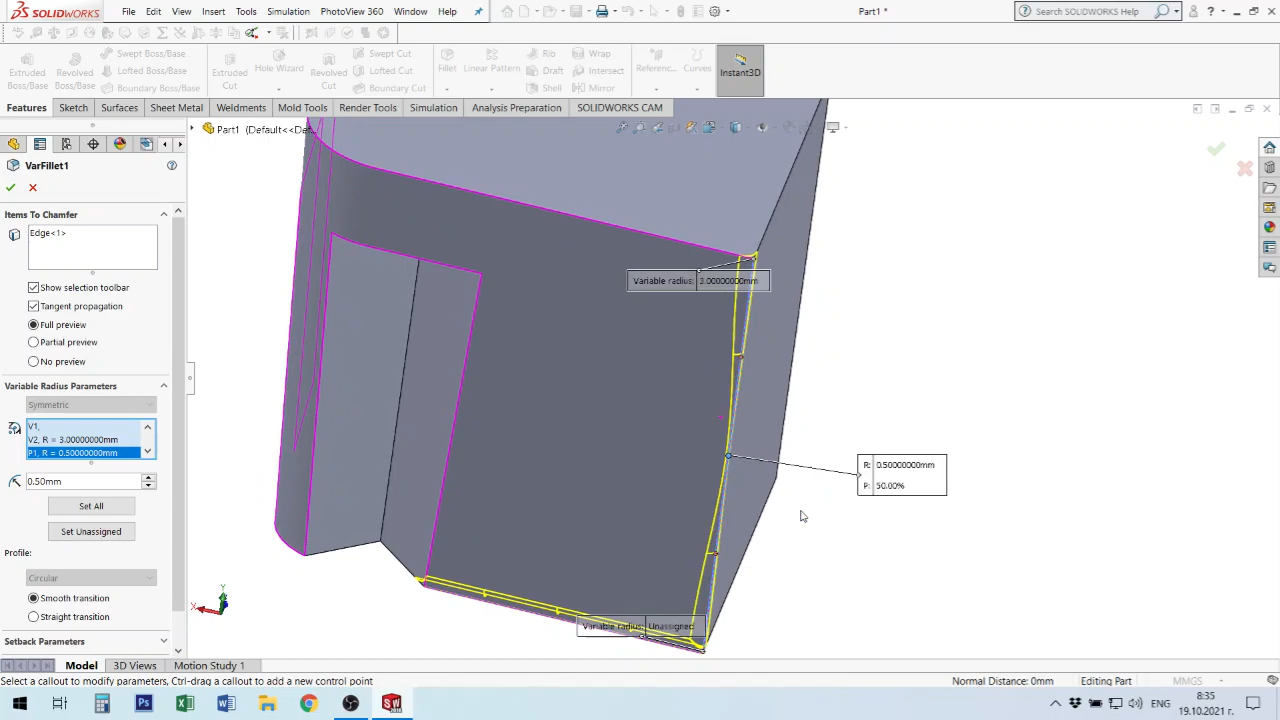 SOLIDWORKS File Edit View Insert Tools Simulation PhotoView 360 Window Help Part1 * Search SOLIDWORKS Help
Extruded Boss/Base
Revolved Boss/Base
Swept Boss/Base
Lofted Boss/Base
Boundary Boss/Base
Extruded Cut
Hole Wizard
Revolved Cut
Swept Cut
Lofted Cut
Boundary Cut
Fillet
Linear Pattern
Rib
Draft
Shell
Wrap
Intersect
Mirror
Referenc...
Curves
Instant3D
Features Sketch Surfaces Sheet Metal Weldments Mold Tools Render Tools Simulation Analysis Preparation SOLIDWORKS CAM
Part1 (Default<<Def...
VarFillet1
Items To Chamfer
Edge<1>
Show selection toolbar
Tangent propagation
Full preview
Partial preview
No preview
Variable Radius Parameters
Symmetric
V1,
V2, R = 3.00000000mm
P1, R = 0.50000000mm
0.50mm
Set All
Set Unassigned
Profile:
Circular
Smooth transition
Straight transition
Setback Parameters
Variable radius: 3.00000000mm
R: 0.50000000mm
P: 50.00%
Variable radius: Unassigned
Y
X
Model 3D Views Motion Study 1
Select a callout to modify parameters, Ctrl-drag a callout to add a new control point Normal Distance: 0mm Editing Part MMGS
ENG
8:35
19.10.2021 г.